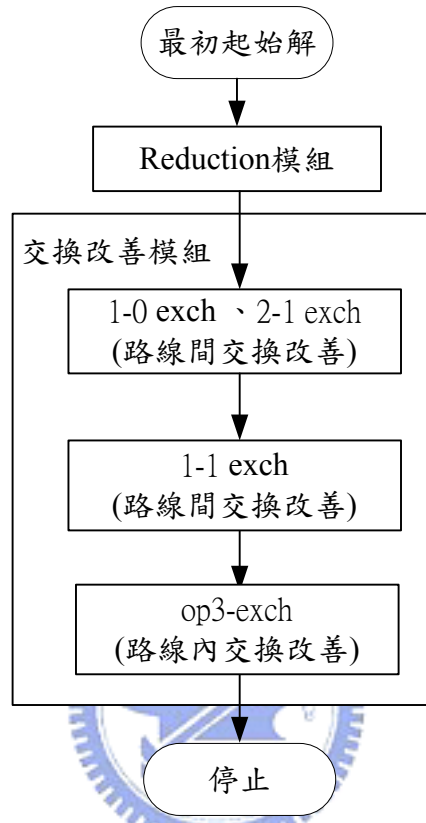 最初起始解
Reduction模組
交換改善模組
1-0 exch 、2-1 exch
(路線間交換改善)
1-1 exch
(路線間交換改善)
op3-exch
(路線內交換改善)
停止